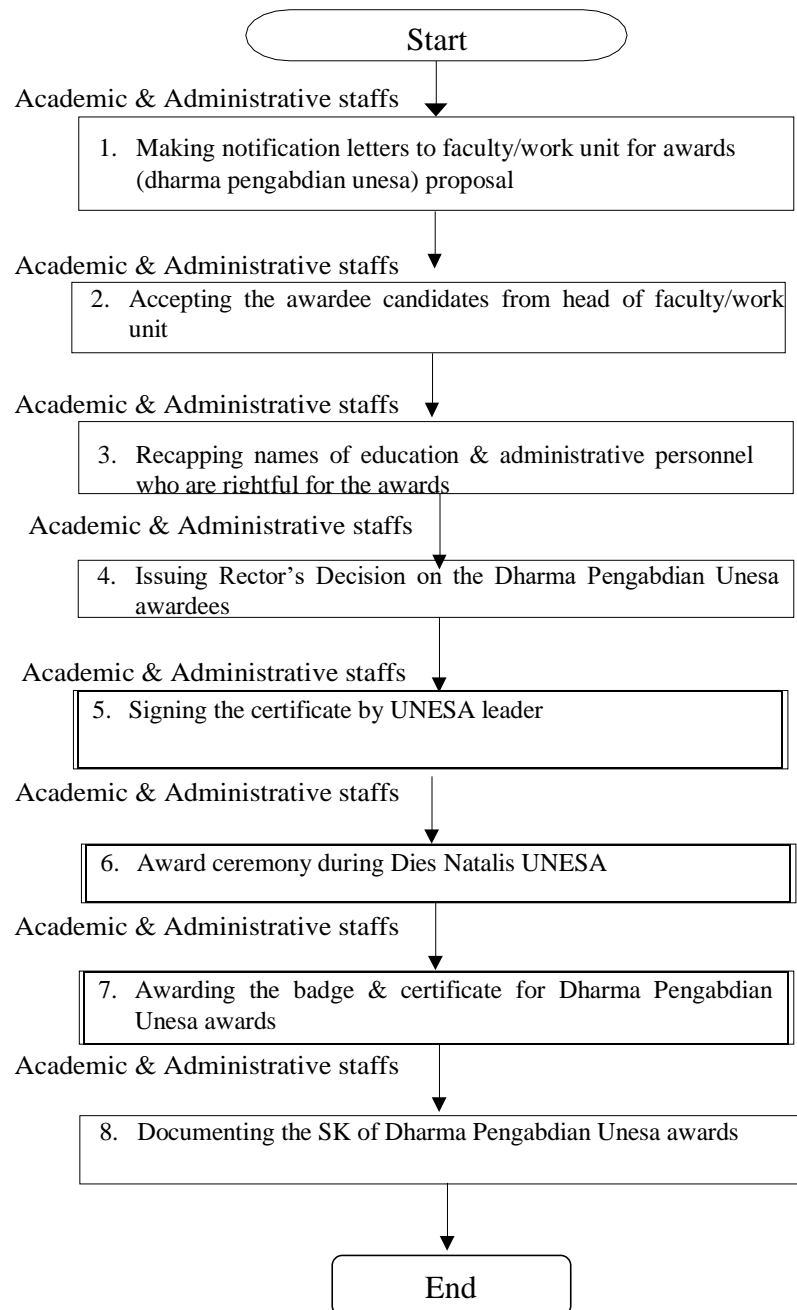 Start
Academic & Administrative staffs
1. Making notification letters to faculty/work unit for awards
(dharma pengabdian unesa) proposal
Academic & Administrative staffs
2. Accepting the awardee candidates from head of faculty/work
unit
Academic & Administrative staffs
3. Recapping names of education & administrative personnel
who are rightful for the awards
Academic & Administrative staffs
4. Issuing Rector’s Decision on the Dharma Pengabdian Unesa
awardees
Academic & Administrative staffs
5. Signing the certificate by UNESA leader
Academic & Administrative staffs
6. Award ceremony during Dies Natalis UNESA
Academic & Administrative staffs
7. Awarding the badge & certificate for Dharma Pengabdian
Unesa awards
Academic & Administrative staffs
8. Documenting the SK of Dharma Pengabdian Unesa awards
End